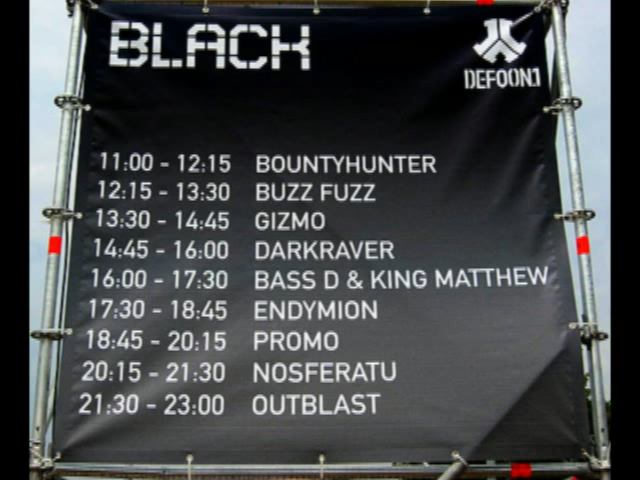 BLACK
DEFQON.1
11:00 - 12:15 BOUNTYHUNTER
12:15 - 13:30 BUZZ FUZZ
13:30 - 14:45 GIZMO
14:45 - 16:00 DARKRAVER
16:00 - 17:30 BASS D & KING MATTHEW
17:30 - 18:45 ENDYMION
18:45 - 20:15 PROMO
20:15 - 21:30 NOSFERATU
21:30 - 23:00 OUTBLAST